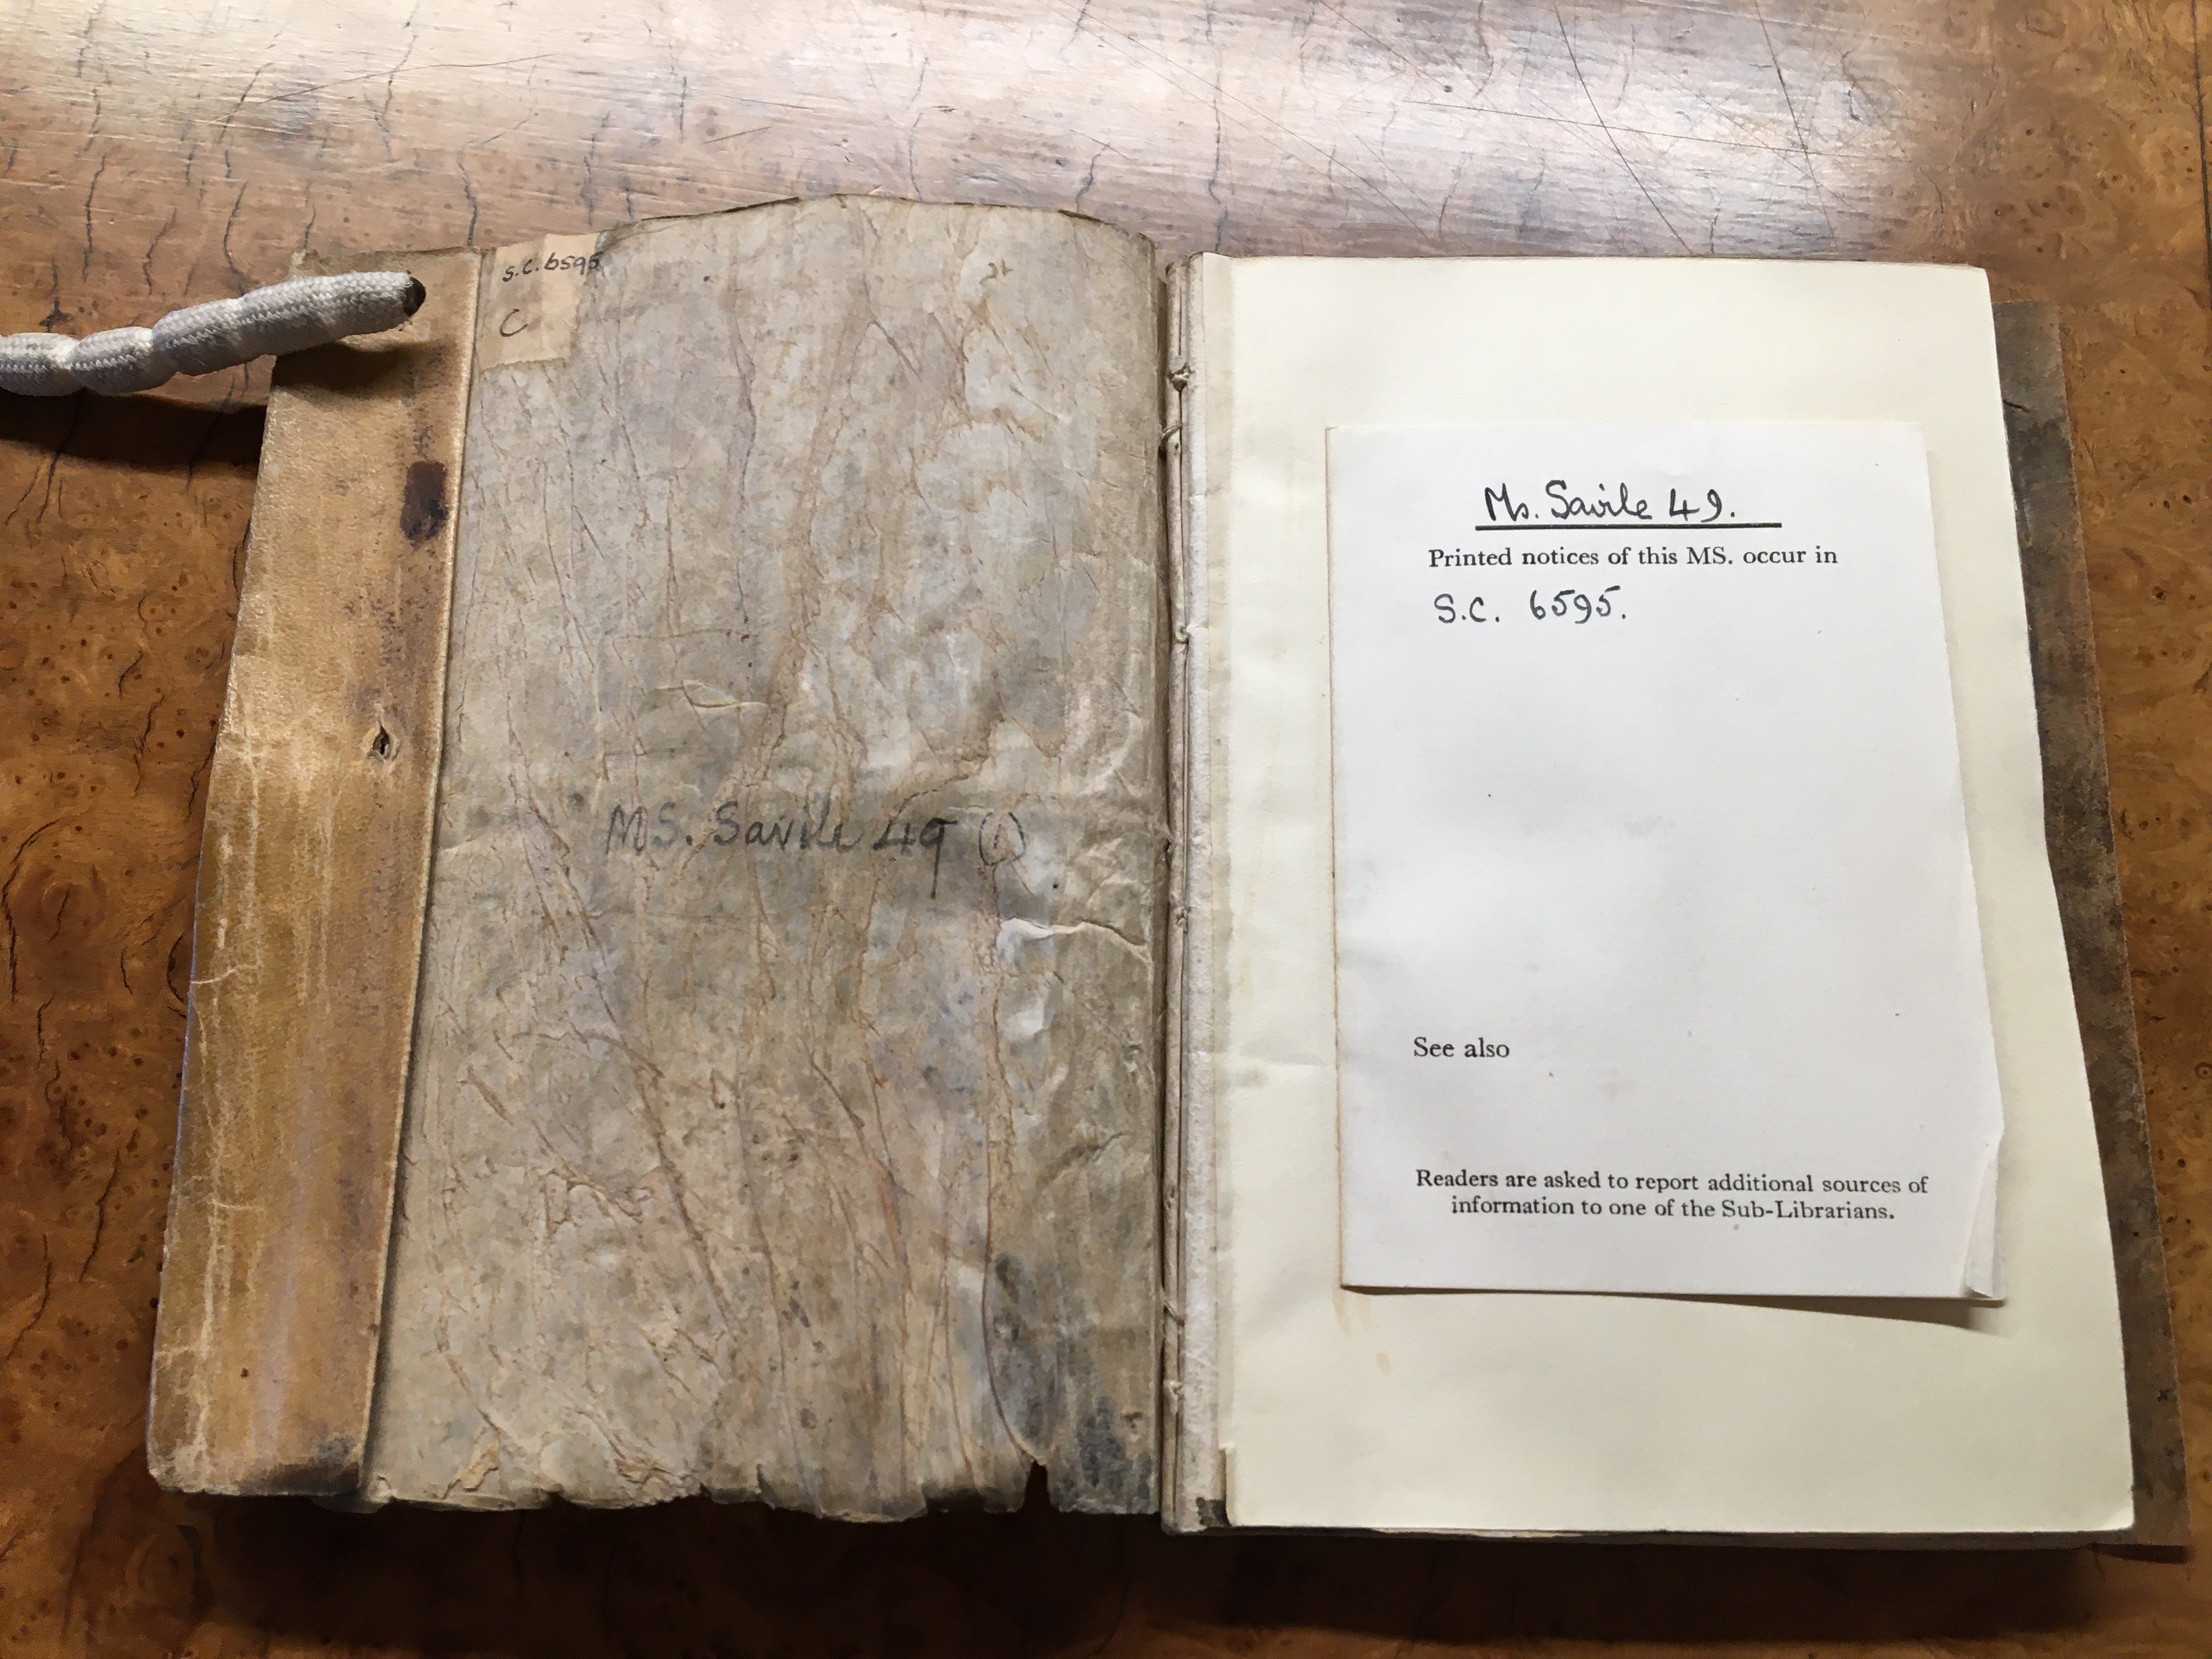 S.C. 6595
C
MS. Savile 49 (1)
Ms. Savile 49.
Printed notices of this MS. occur in
S.C. 6595.
See also
Readers are asked to report additional sources of
information to one of the Sub-Librarians.